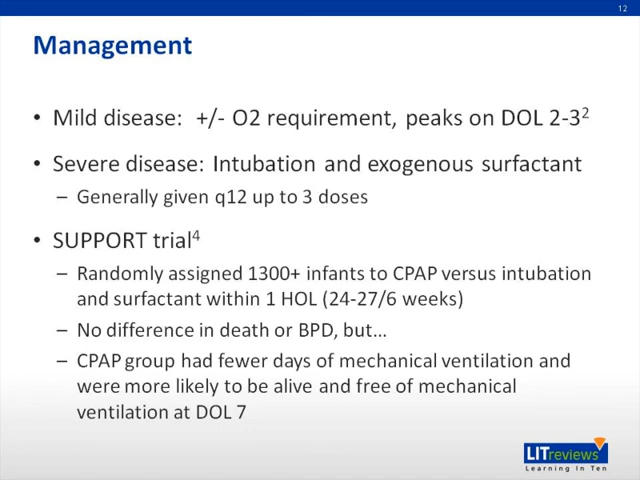 12
Management
• Mild disease: +/- O2 requirement, peaks on DOL 2-3²
• Severe disease: Intubation and exogenous surfactant
– Generally given q12 up to 3 doses
• SUPPORT trial⁴
– Randomly assigned 1300+ infants to CPAP versus intubation
and surfactant within 1 HOL (24-27/6 weeks)
– No difference in death or BPD, but…
– CPAP group had fewer days of mechanical ventilation and
were more likely to be alive and free of mechanical
ventilation at DOL 7
LITreviews
Learning In Ten